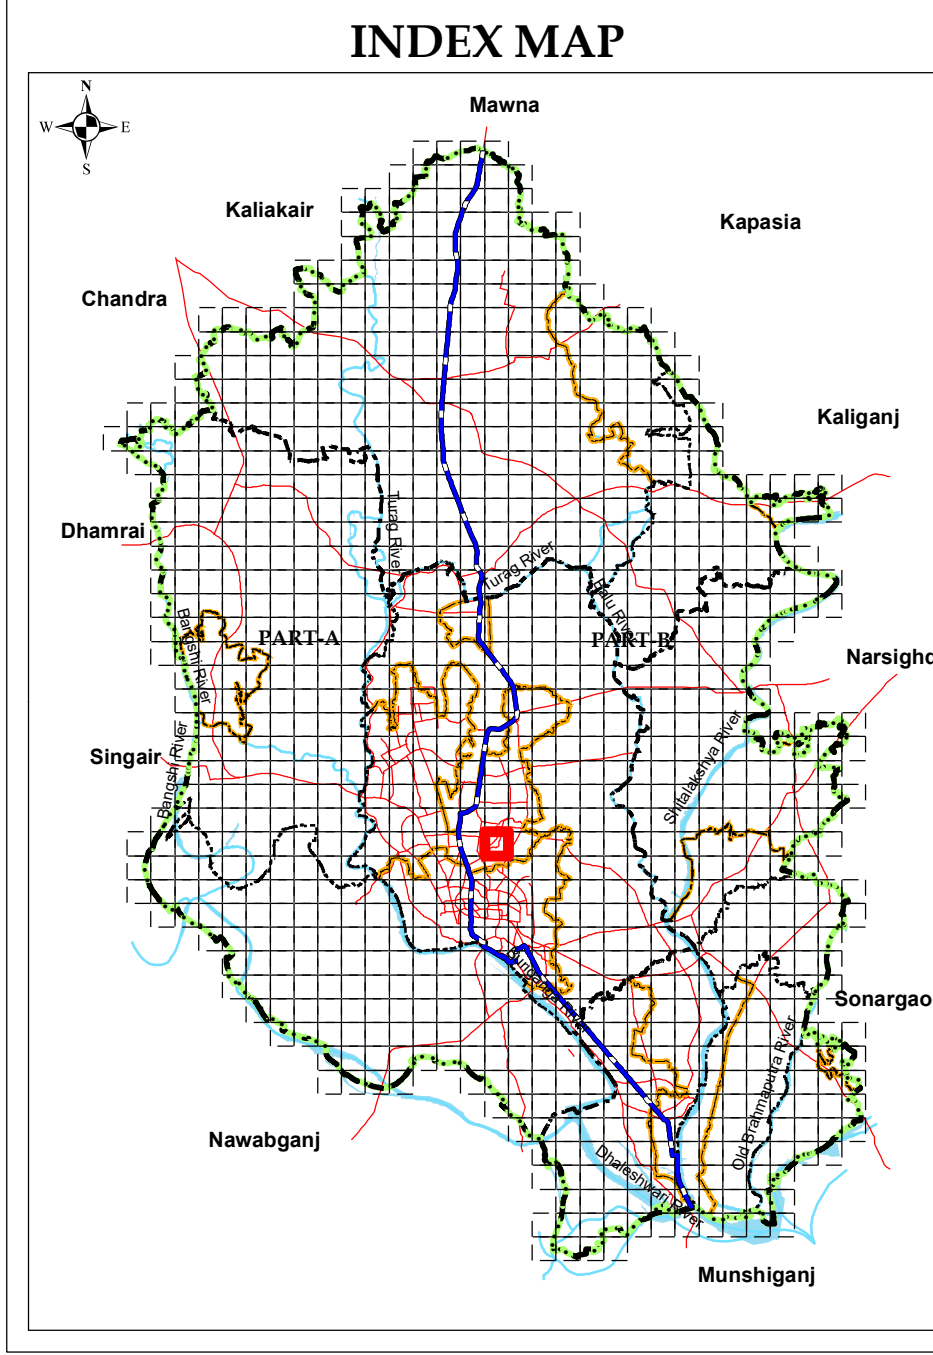 INDEX MAP
N
W E
S
Mawna
Kaliakair
Kapasia
Chandra
Kaliganj
Dhamrai
Turag River
Turag River
Balu River
Bangshi River
PART-A
PART-B
Narsighd
Shitalakshya River
Bangshi River
Singair
Buriganga River
Sonargao
Old Brahmaputra River
Nawabganj
Dhaleshwari River
Munshiganj